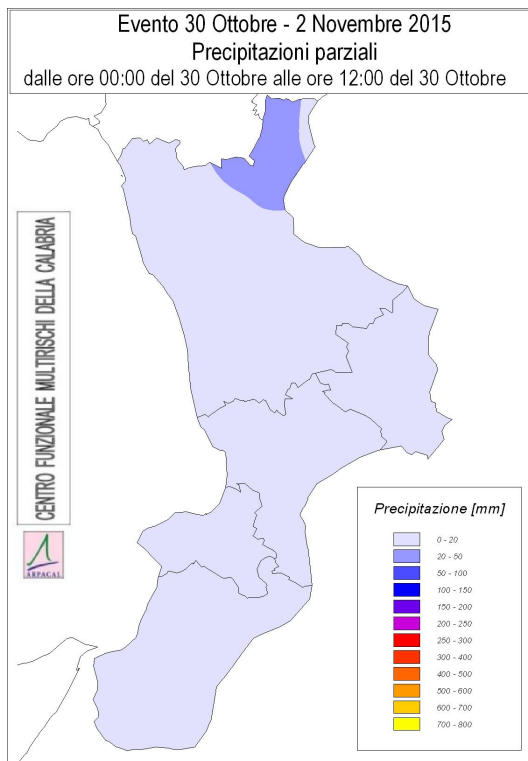 Evento 30 Ottobre - 2 Novembre 2015
Precipitazioni parziali
dalle ore 00:00 del 30 Ottobre alle ore 12:00 del 30 Ottobre
CENTRO FUNZIONALE MULTIRISCHI DELLA CALABRIA
ARPACAL
Precipitazione [mm]
0 - 20
20 - 50
50 - 100
100 - 150
150 - 200
200 - 250
250 - 300
300 - 400
400 - 500
500 - 600
600 - 700
700 - 800